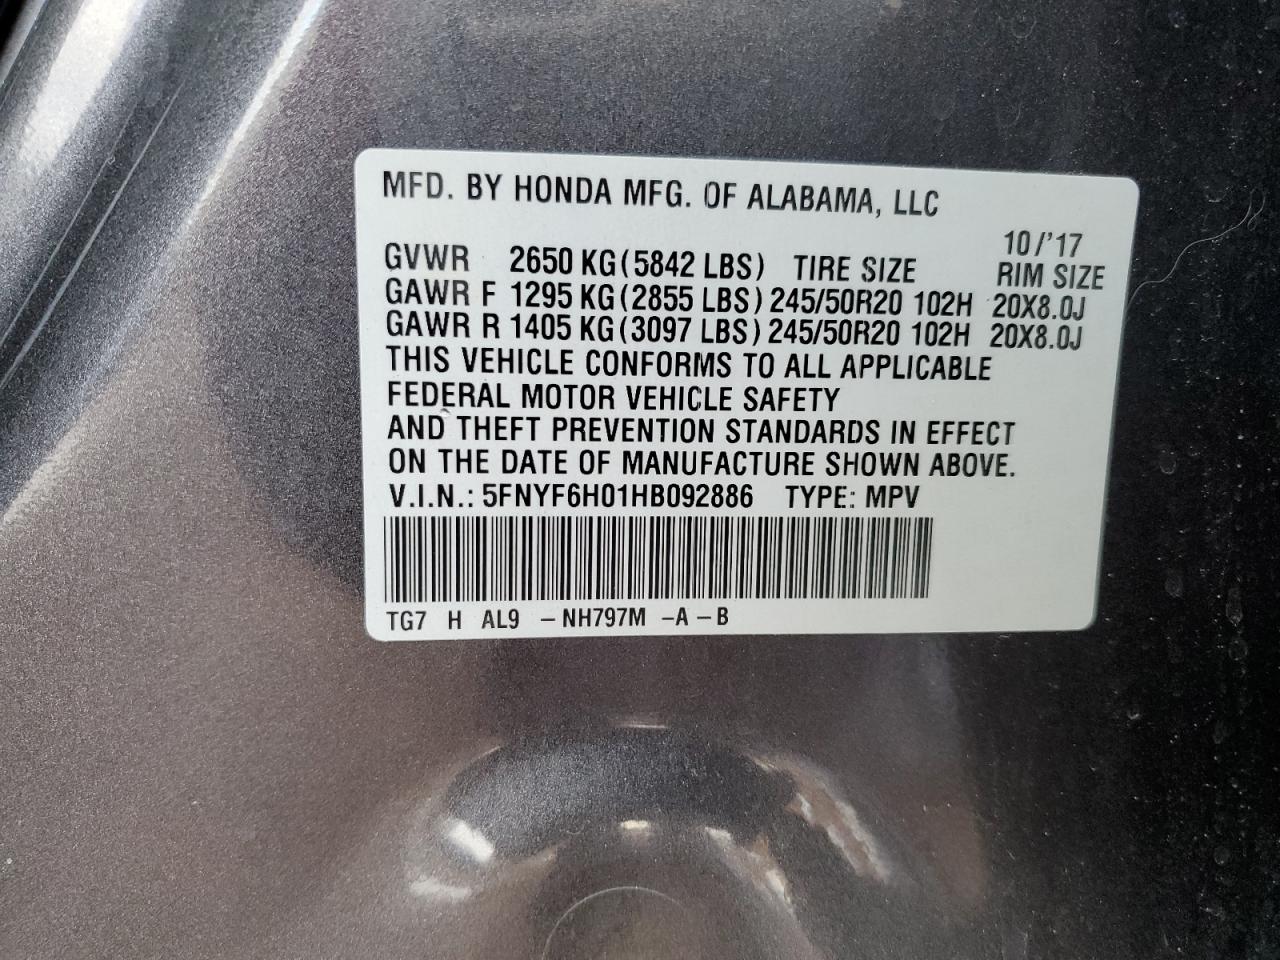 MFD. BY HONDA MFG. OF ALABAMA, LLC
10/'17
GVWR 2650 KG(5842 LBS) TIRE SIZE RIM SIZE
GAWR F 1295 KG(2855 LBS) 245/50R20 102H 20X8.0J
GAWR R 1405 KG(3097 LBS) 245/50R20 102H 20X8.0J
THIS VEHICLE CONFORMS TO ALL APPLICABLE
FEDERAL MOTOR VEHICLE SAFETY
AND THEFT PREVENTION STANDARDS IN EFFECT
ON THE DATE OF MANUFACTURE SHOWN ABOVE.
V.I.N.: 5FNYF6H01HB092886 TYPE: MPV
TG7 H AL9 -NH797M -A-B